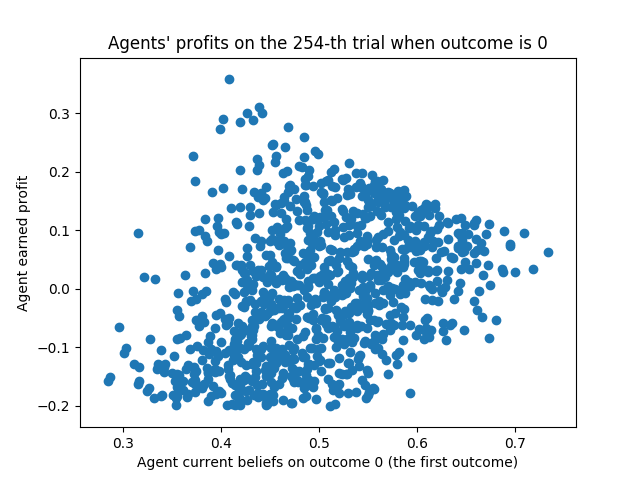 Agents' profits on the 254-th trial when outcome is 0
0.3
0.2
0.1
0.0
−0.1
−0.2
Agent earned profit
0.3 0.4 0.5 0.6 0.7
Agent current beliefs on outcome 0 (the first outcome)